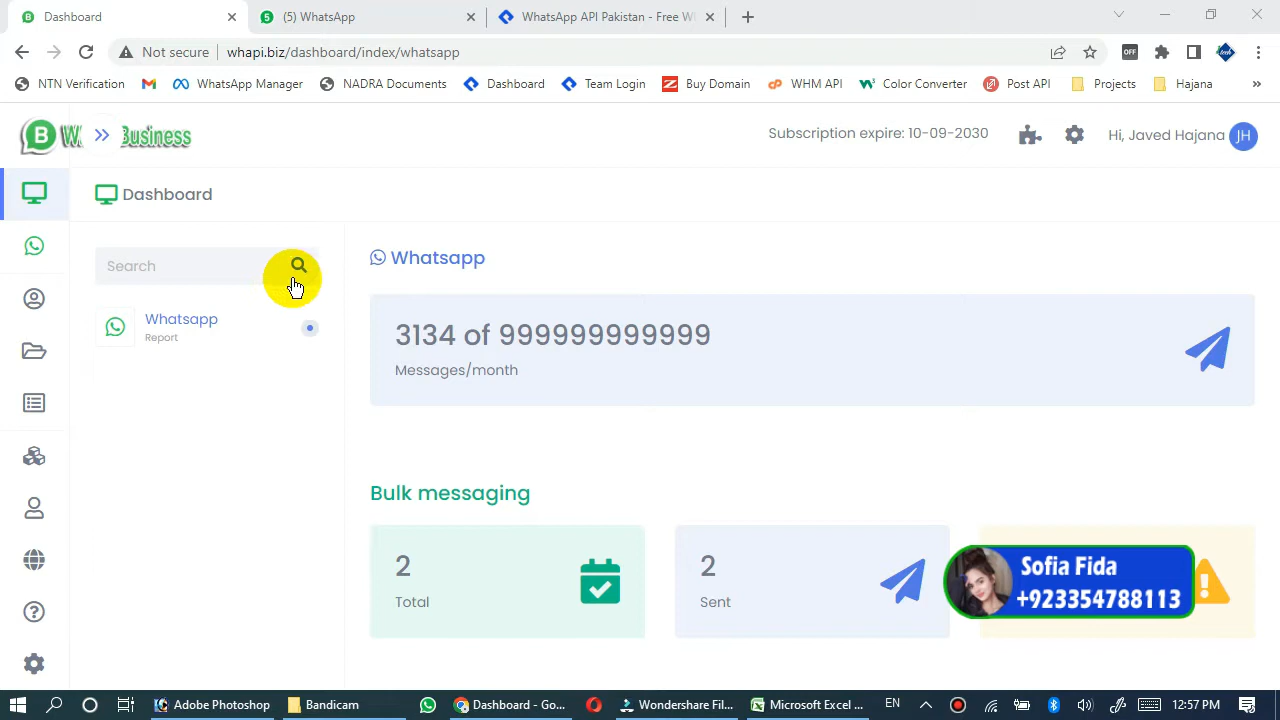 Dashboard
(5) WhatsApp
WhatsApp API Pakistan - Free W
Not secure
whapi.biz/dashboard/index/whatsapp
OFF
NTN Verification
WhatsApp Manager
NADRA Documents
Dashboard
Team Login
Buy Domain
WHM API
Color Converter
Post API
Projects
Hajana
Business
Subscription expire: 10-09-2030
Hi, Javed Hajana
JH
Dashboard
Search
Whatsapp
Report
Whatsapp
3134 of 999999999999
Messages/month
Bulk messaging
2
Total
2
Sent
Sofia Fida
+923354788113
Adobe Photoshop
Bandicam
Dashboard - Go...
Wondershare Fil...
Microsoft Excel ...
EN
12:57 PM